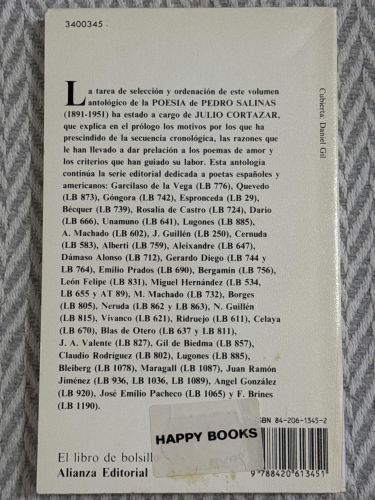 3400345
La tarea de selección y ordenación de este volumen
antológico de la POESIA de PEDRO SALINAS
(1891-1951) ha estado a cargo de JULIO CORTAZAR,
que explica en el prólogo los motivos por los que ha
prescindido de la secuencia cronológica, las razones que
le han llevado a dar prelación a los poemas de amor y
los criterios que han guiado su labor. Esta antología
continúa la serie editorial dedicada a poetas españoles y
americanos: Garcilaso de la Vega (LB 776), Quevedo
(LB 873), Góngora (LB 742), Espronceda (LB 29),
Bécquer (LB 739), Rosalía de Castro (LB 724), Darío
(LB 666), Unamuno (LB 641), Lugones (LB 885),
A. Machado (LB 602), J. Guillén (LB 250), Cernuda
(LB 583), Alberti (LB 759), Aleixandre (LB 647),
Dámaso Alonso (LB 712), Gerardo Diego (LB 744 y
LB 764), Emilio Prados (LB 690), Bergamín (LB 756),
León Felipe (LB 831), Miguel Hernández (LB 534,
LB 655 y AT 89), M. Machado (LB 732), Borges
(LB 805), Neruda (LB 862 y LB 863), N. Guillén
(LB 815), Vivanco (LB 621), Ridruejo (LB 611), Celaya
(LB 670), Blas de Otero (LB 637 y LB 811),
J. A. Valente (LB 827), Gil de Biedma (LB 857),
Claudio Rodríguez (LB 802), Lugones (LB 885),
Bleiberg (LB 1078), Maragall (LB 1087), Juan Ramón
Jiménez (LB 936, LB 1036, LB 1089), Angel González
(LB 920), José Emilio Pacheco (LB 1065) y F. Brines
(LB 1190).
Cubierta: Daniel Gil
El libro de bolsill
Alianza Editorial
HAPPY BOOKS
ISBN 84-206-1345-2
9 788420 613451